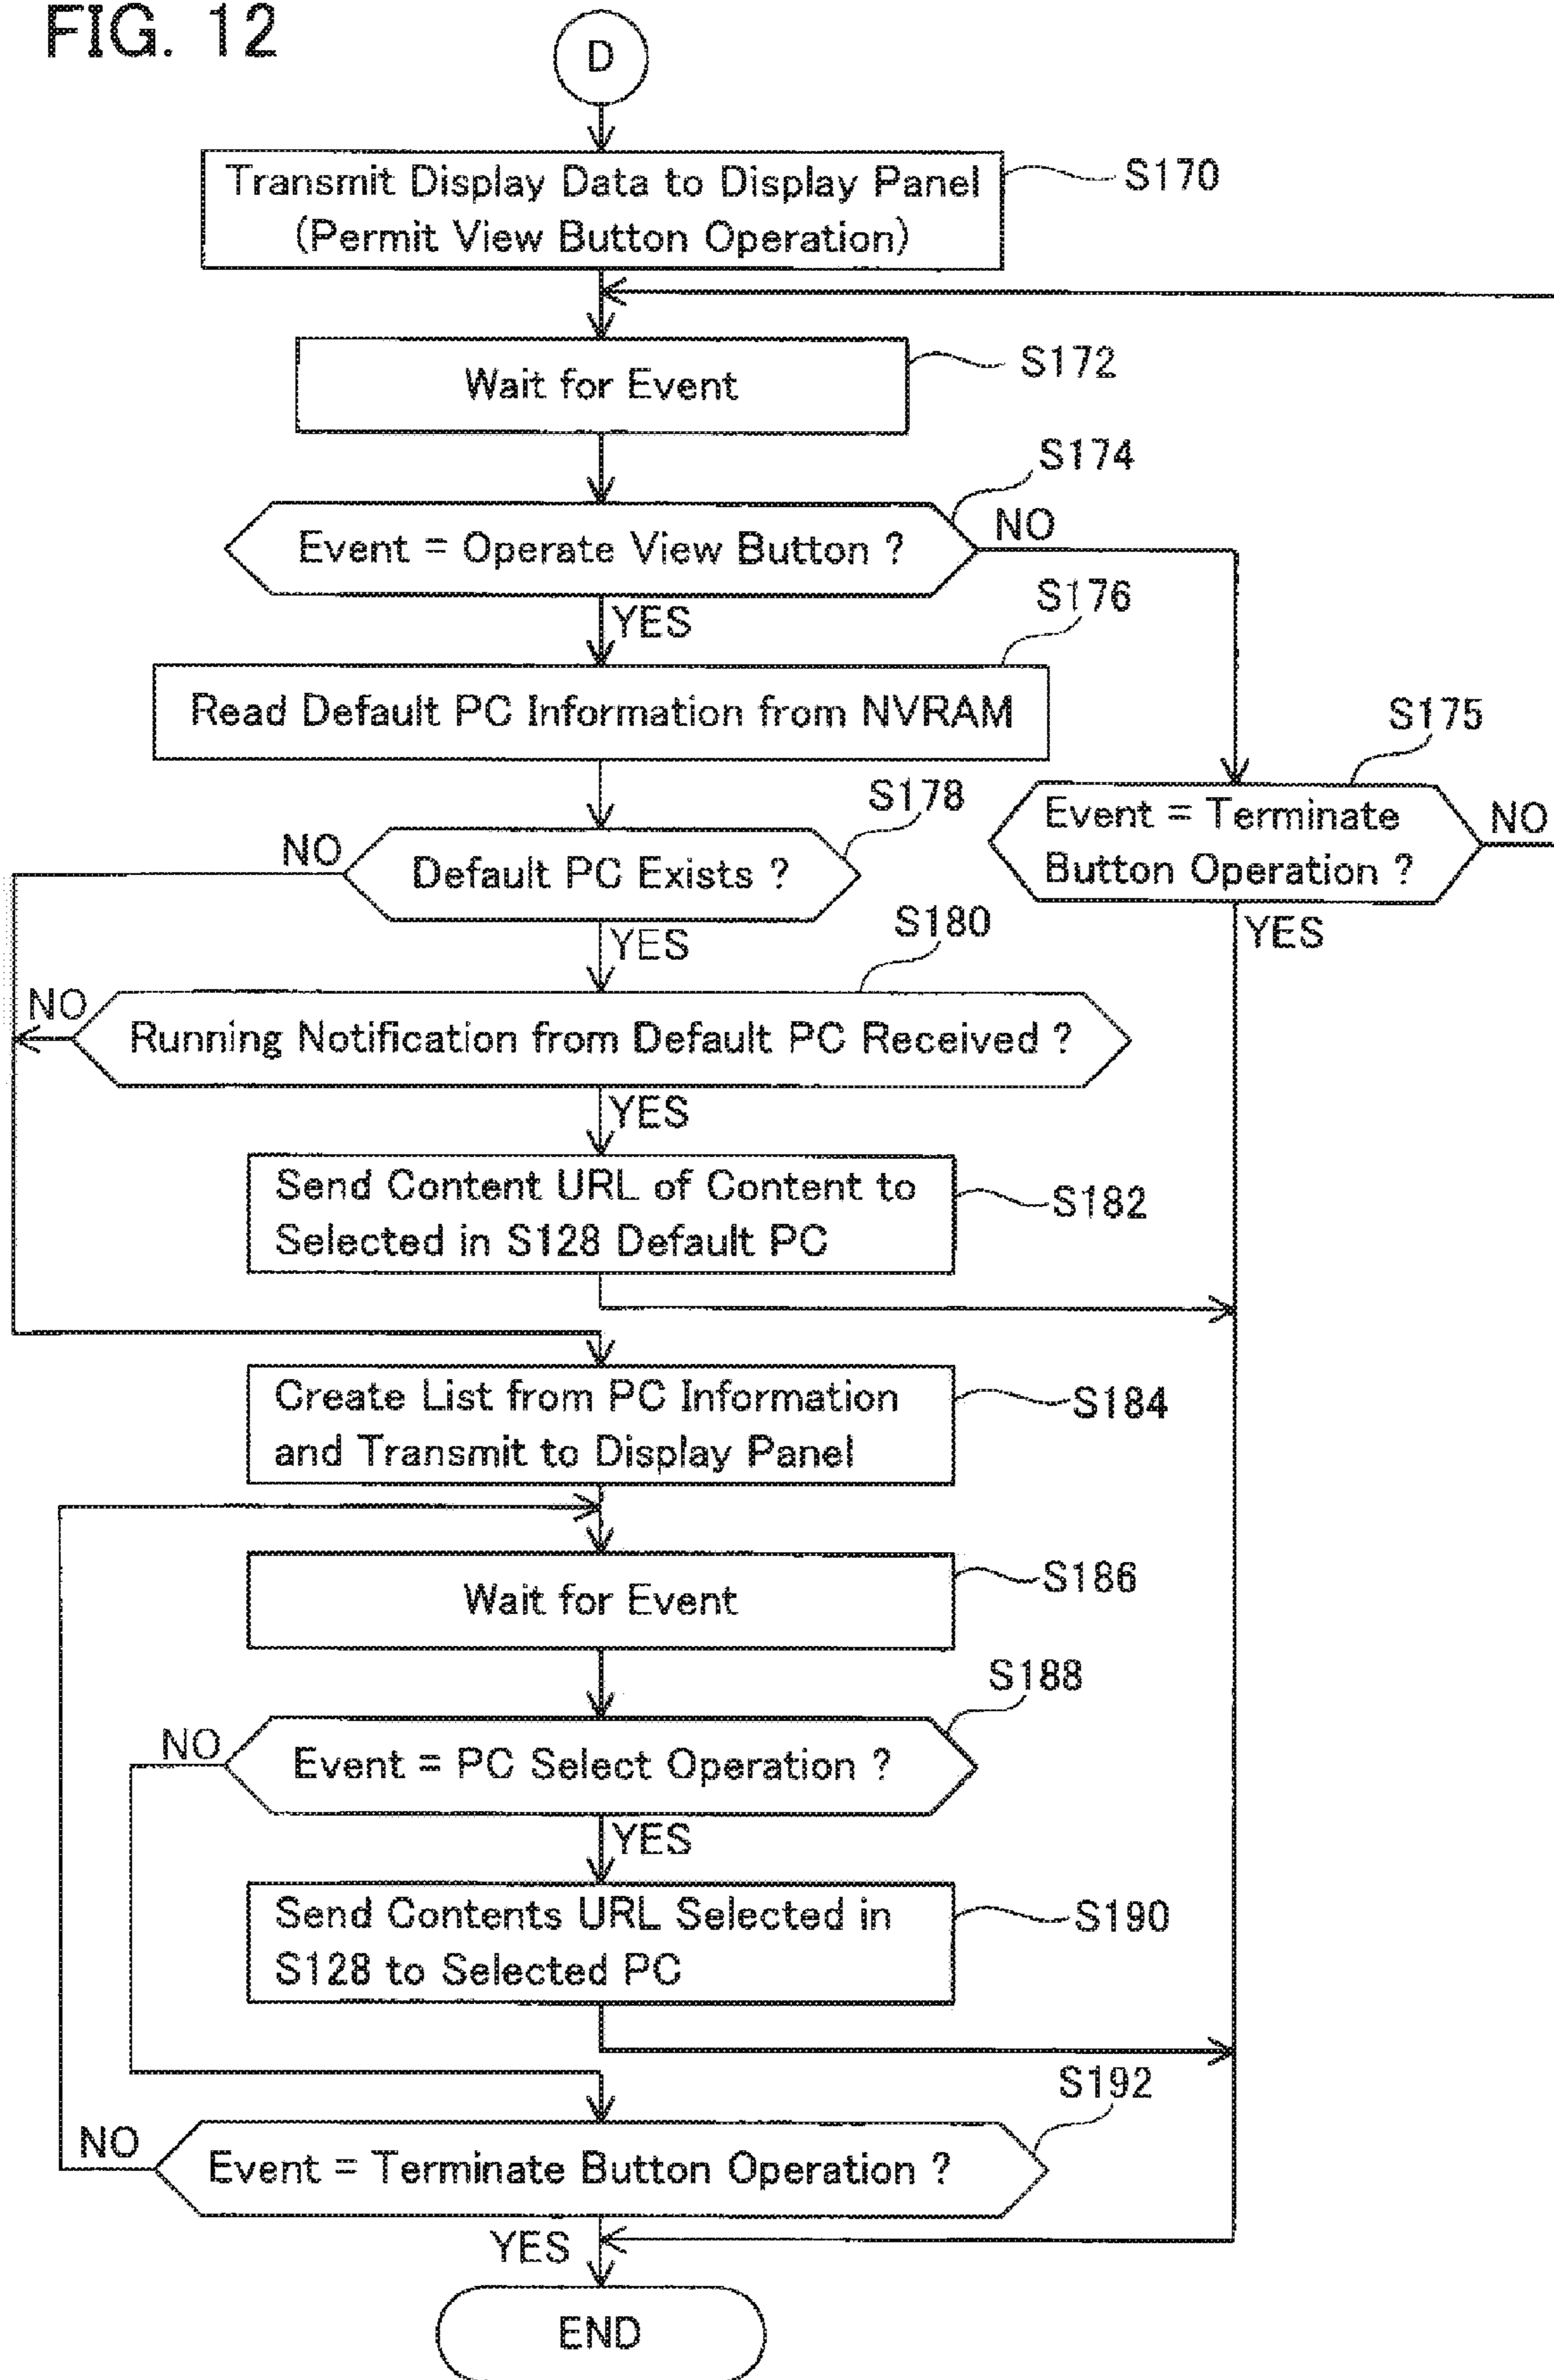 FIG. 12
D
Transmit Display Data to Display Panel
(Permit View Button Operation)
S170
Wait for Event
S172
Event = Operate View Button ?
S174
NO
YES
S176
Read Default PC Information from NVRAM
S175
Event = Terminate
Button Operation ?
NO
YES
S178
NO
Default PC Exists ?
YES
S180
NO
Running Notification from Default PC Received ?
YES
Send Content URL of Content to
Selected in S128 Default PC
S182
Create List from PC Information
and Transmit to Display Panel
S184
Wait for Event
S186
S188
NO
Event = PC Select Operation ?
YES
Send Contents URL Selected in
S128 to Selected PC
S190
S192
NO
Event = Terminate Button Operation ?
YES
END